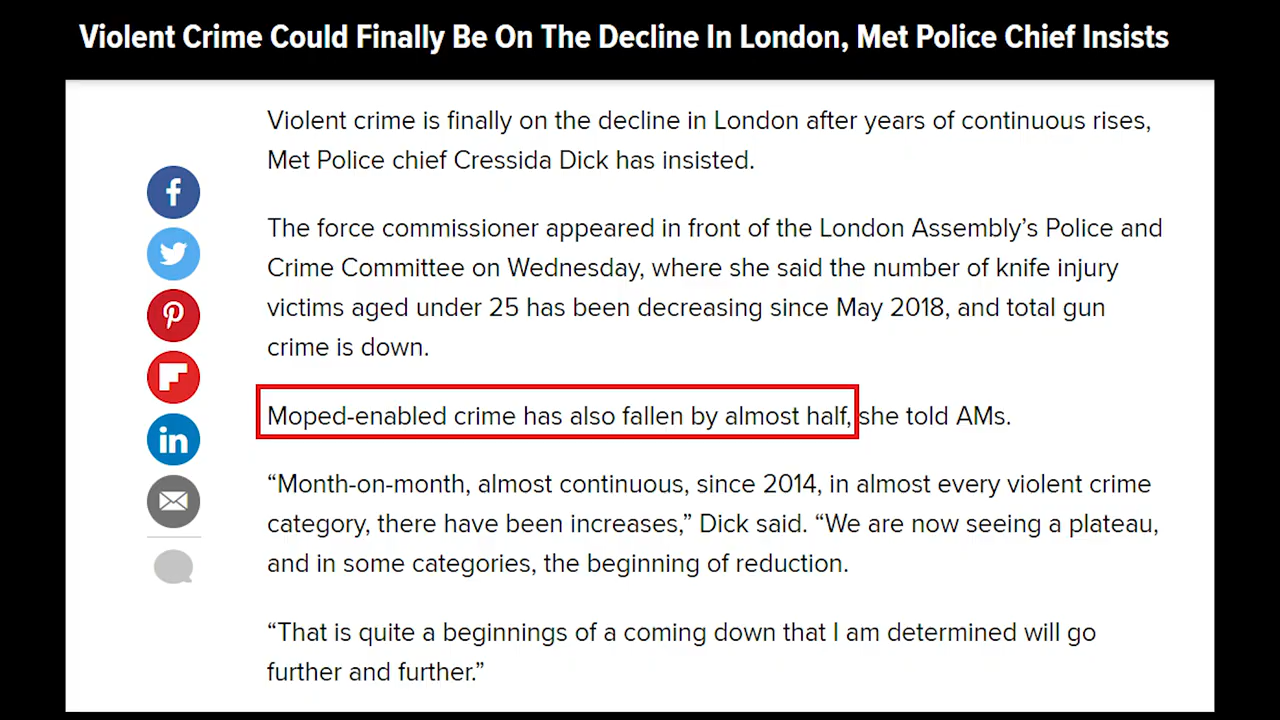 Violent Crime Could Finally Be On The Decline In London, Met Police Chief Insists
Violent crime is finally on the decline in London after years of continuous rises,
Met Police chief Cressida Dick has insisted.
The force commissioner appeared in front of the London Assembly’s Police and
Crime Committee on Wednesday, where she said the number of knife injury
victims aged under 25 has been decreasing since May 2018, and total gun
crime is down.
Moped-enabled crime has also fallen by almost half, she told AMs.
“Month-on-month, almost continuous, since 2014, in almost every violent crime
category, there have been increases,” Dick said. “We are now seeing a plateau,
and in some categories, the beginning of reduction.
“That is quite a beginnings of a coming down that I am determined will go
further and further.”